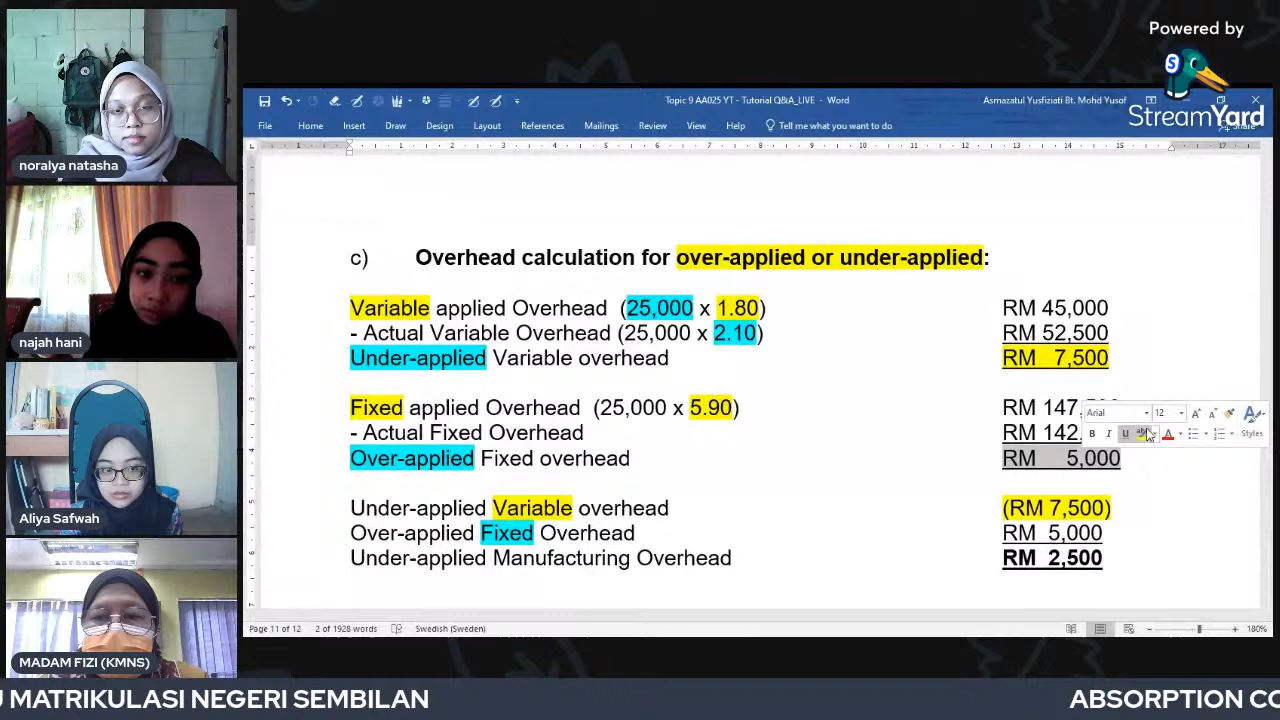 Powered by
S
StreamYard
noralya natasha
najah hani
Aliya Safwah
MADAM FIZI (KMNS)
Topic 9 AA025 YT - Tutorial Q&A_LIVE - Word
Asmazatul Yusfiziati Bt. Mohd Yusof
File Home Insert Draw Design Layout References Mailings Review View Help Tell me what you want to do
c) Overhead calculation for over-applied or under-applied:
Variable applied Overhead (25,000 x 1.80) RM 45,000
- Actual Variable Overhead (25,000 x 2.10) RM 52,500
Under-applied Variable overhead RM 7,500
Fixed applied Overhead (25,000 x 5.90) RM 147,
- Actual Fixed Overhead RM 142,
Over-applied Fixed overhead RM 5,000
Arial 12
Styles
Under-applied Variable overhead (RM 7,500)
Over-applied Fixed Overhead RM 5,000
Under-applied Manufacturing Overhead RM 2,500
Page 11 of 12 2 of 1928 words Swedish (Sweden) 180%
U MATRIKULASI NEGERI SEMBILAN ABSORPTION CO